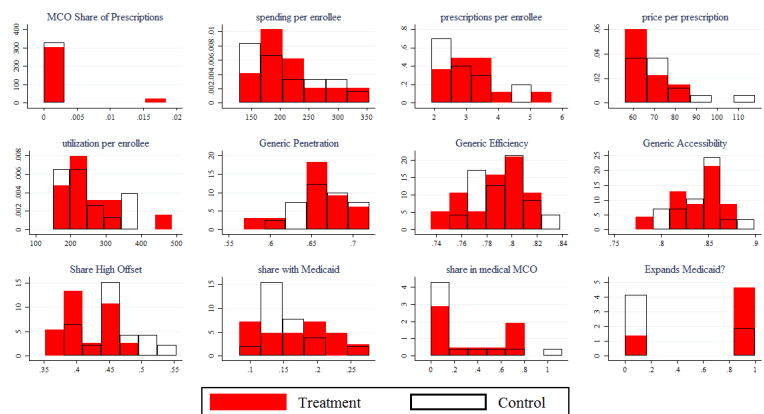 MCO Share of Prescriptions
0 100 200 300 400
0 .005 .01 .015 .02
spending per enrollee
0 .002 .004 .006 .008 .01
150 200 250 300 350
prescriptions per enrollee
0 .2 .4 .6 .8
2 3 4 5 6
price per prescription
0 .02 .04 .06
60 70 80 90 100 110
utilization per enrollee
0 .002 .004 .006 .008
100 200 300 400 500
Generic Penetration
0 5 10 15 20
.55 .6 .65 .7
Generic Efficiency
0 5 10 15 20
.74 .76 .78 .8 .82 .84
Generic Accessibility
0 5 10 15 20 25
.75 .8 .85 .9
Share High Offset
0 5 10 15
.35 .4 .45 .5 .55
share with Medicaid
0 5 10 15
.1 .15 .2 .25
share in medical MCO
0 1 2 3 4
0 .2 .4 .6 .8 1
Expands Medicaid?
0 1 2 3 4 5
0 .2 .4 .6 .8 1
Treatment Control